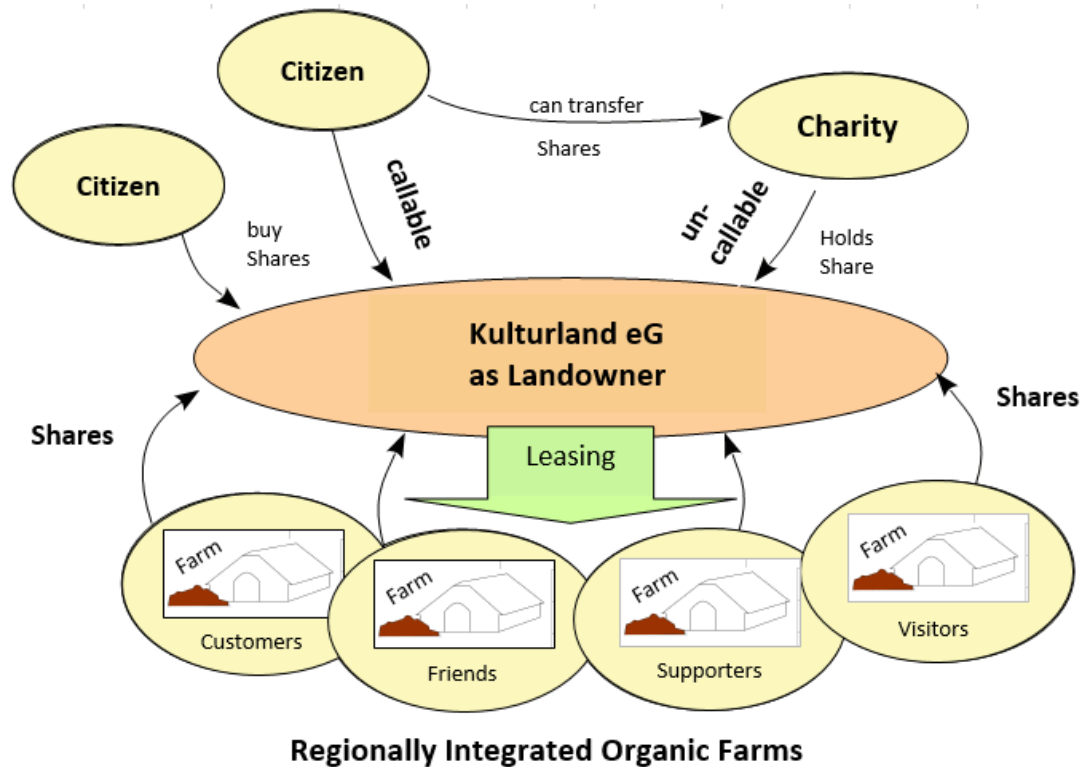 Citizen
can transfer
Shares
Charity
Citizen
buy
Shares
callable
un-
callable
Holds
Share
Kulturland eG
as Landowner
Shares
Shares
Leasing
Farm
Customers
Farm
Friends
Farm
Supporters
Farm
Visitors
Regionally Integrated Organic Farms